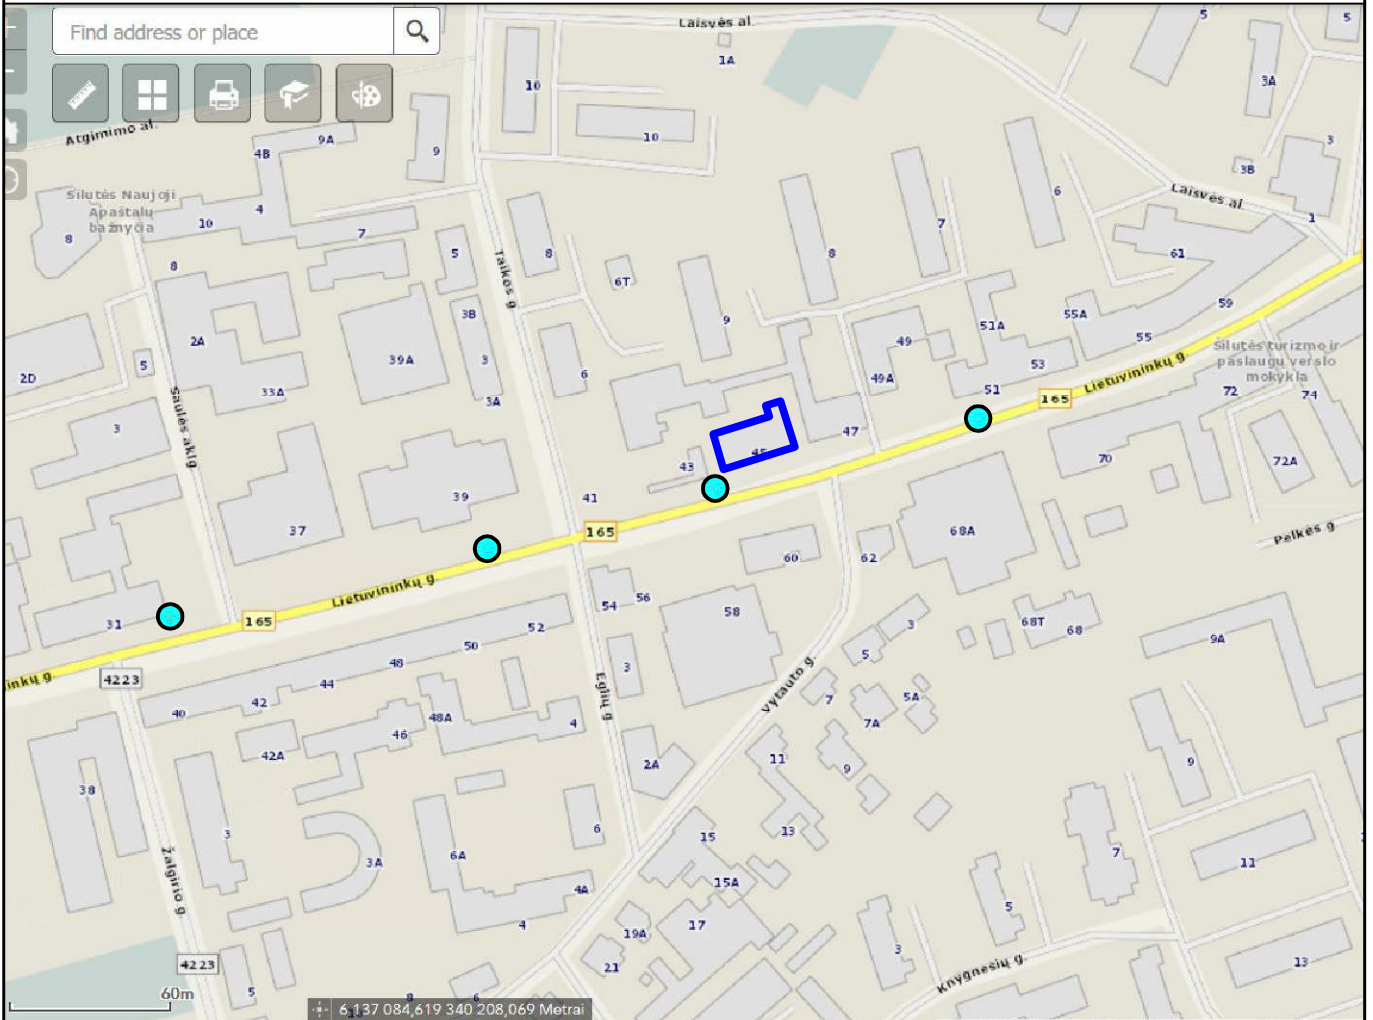 Find address or place
Laisvės al.
5
5
1A
10
3A
10
Atgimimo al.
9A
4B
9
3
3B
Šilutės Naujoji
Apaštalų
bažnyčia
4
10
8
7
6
7
Laisvės al.
1
8
5
8
8
61
Taikos g.
6T
59
3B
9
51A
55A
55
2A
39A
3
49
53
Šilutės turizmo ir
paslaugų verslo
mokykla
5
2D
33A
3A
6
49A
51
165
Lietuvininkų g.
72
74
3
Saulės aklg.
47
43
70
72A
39
41
37
165
68A
Pelkės g.
60
62
Lietuvininkų g.
54
56
58
31
165
52
3
68T
68
9A
50
48
3
5
4223
44
42
40
Eglių g.
Vytauto g.
7
5A
7A
48A
4
46
42A
2A
11
9
9
38
3
6
15
13
7
11
Žalgirio g.
3A
6A
15A
4A
5
4
19A
17
3
4223
21
Knygnešių g.
13
60m
5
8
6
6,137 084,619 340 208,069 Metrai